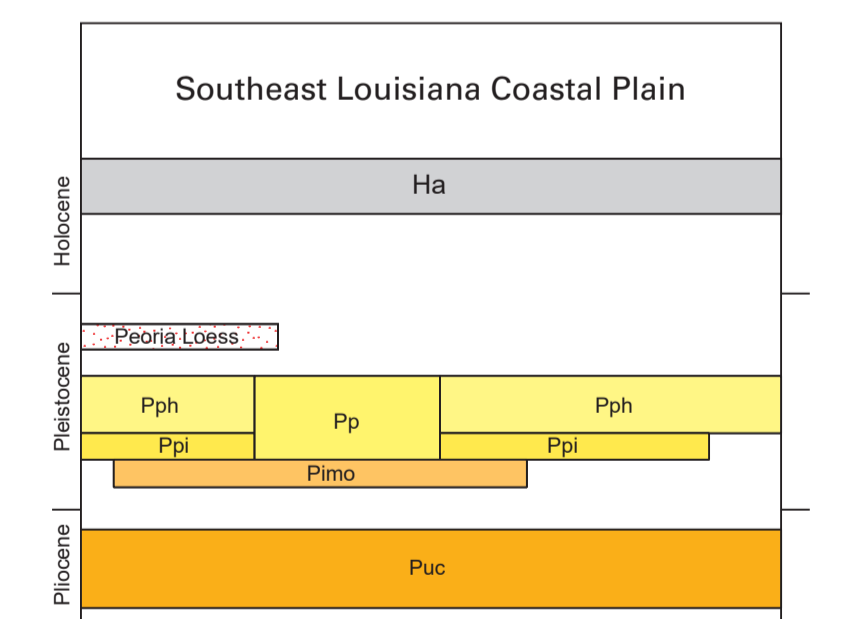 Southeast Louisiana Coastal Plain
Holocene
Ha
Pleistocene
Peoria Loess
Pph
Pp
Pph
Ppi
Ppi
Pimo
Pliocene
Puc